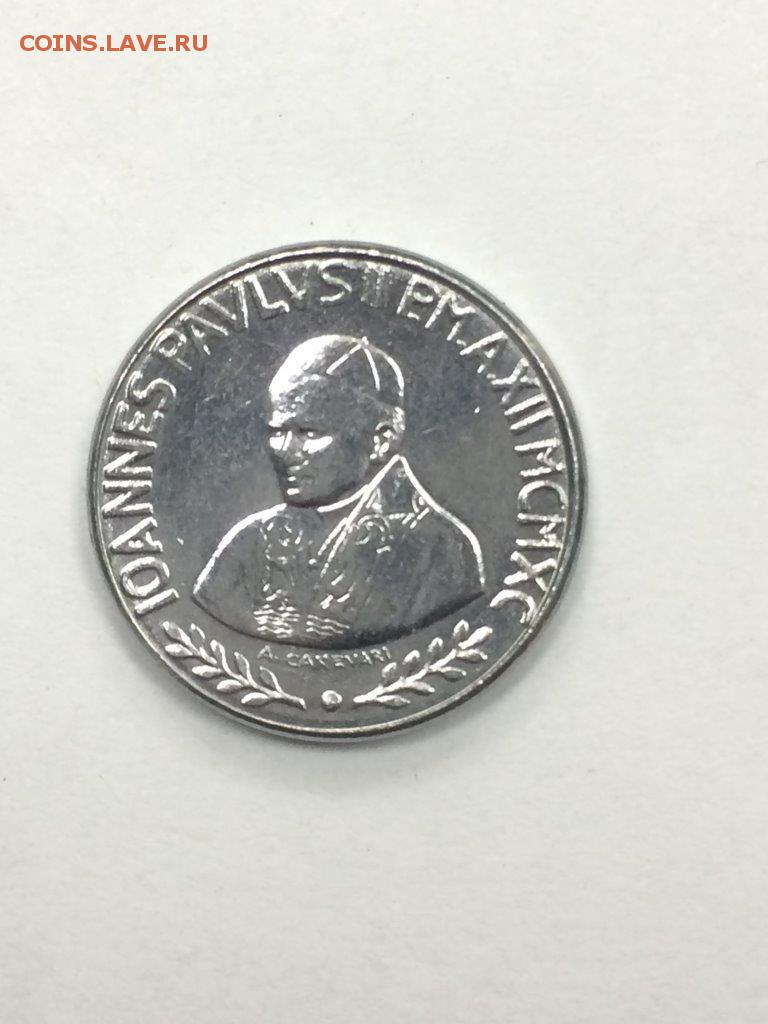 COINS.LAVE.RU
IOANNES PAVLVS II P.M.A.XII MCMXC
A. CANEVARI